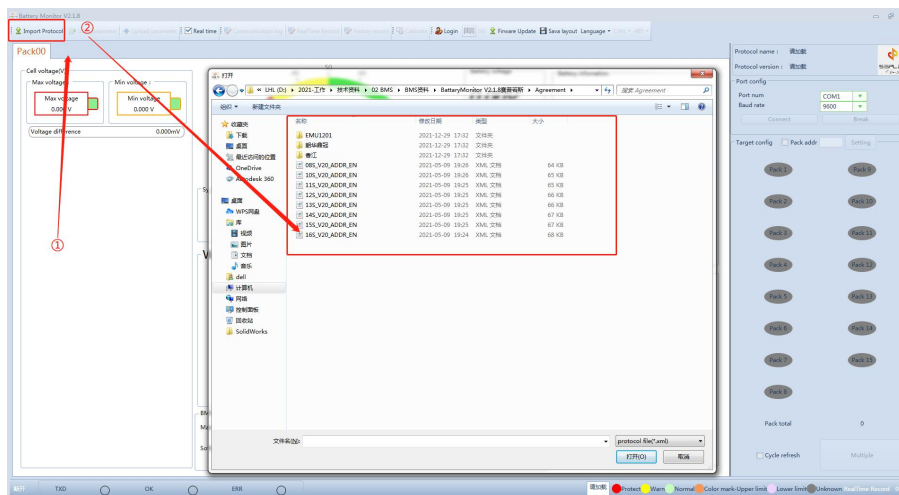 Battery Monitor V2.1.8
Import Protocol
②
Real time
Login
Firware Update
Save layout
Language
Pack00
Cell voltage(V)
Max voltage
Min voltage :
Max voltage
0.000 V
Min voltage
0.000 V
Voltage difference
0.000mV)
①
打开
« LHL (D:) ▸ 2021-工作 ▸ 技术资料 ▸ 02 BMS ▸ BMS资料 ▸ BatteryMonitor V2.1.8 ▸ Agreement ▸
搜索 Agreement
组织 ▾ 新建文件夹
名称 修改日期 类型 大小
EMU1201 2021-12-29 17:32 文件夹
2021-12-29 17:32 文件夹
2021-12-29 17:32 文件夹
08S_V20_ADDR_EN 2021-05-09 19:26 XML 文档 64 KB
10S_V20_ADDR_EN 2021-05-09 19:26 XML 文档 65 KB
11S_V20_ADDR_EN 2021-05-09 19:25 XML 文档 65 KB
12S_V20_ADDR_EN 2021-05-09 19:25 XML 文档 66 KB
13S_V20_ADDR_EN 2021-05-09 19:25 XML 文档 66 KB
14S_V20_ADDR_EN 2021-05-09 19:25 XML 文档 67 KB
15S_V20_ADDR_EN 2021-05-09 19:25 XML 文档 67 KB
16S_V20_ADDR_EN 2021-05-09 19:24 XML 文档 68 KB
收藏夹
下载
桌面
最近访问的位置
OneDrive
Autodesk 360
桌面
WPS网盘
库
视频
图片
文档
音乐
dell
计算机
网络
控制面板
回收站
SolidWorks
文件名(N):
protocol file(*.xml)
打开(O)
取消
Protocol name : 请加载
Protocol version : 请加载
Port config
Port num COM1
Baud rate 9600
Connect Break
Target config Pack addr Setting
Pack 1 Pack 9
Pack 2 Pack 10
Pack 3 Pack 11
Pack 4 Pack 12
Pack 5 Pack 13
Pack 6 Pack 14
Pack 7 Pack 15
Pack 8
Pack total 0
Cycle refresh Multiple
TXD OK ERR
请加载 Protect Warn Normal Color mark-Upper limit Lower limit Unknown RealTime Record